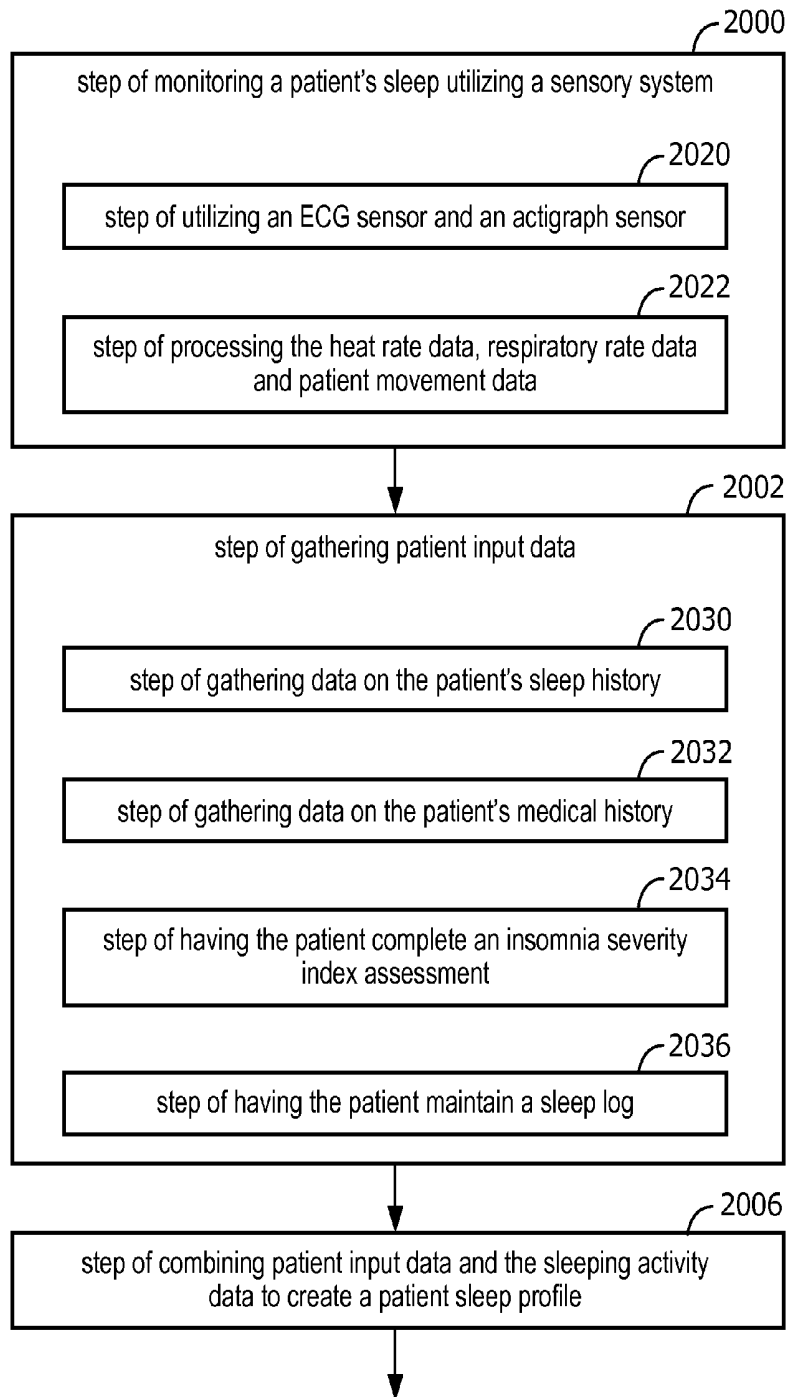 2000
step of monitoring a patient's sleep utilizing a sensory system
2020
step of utilizing an ECG sensor and an actigraph sensor
2022
step of processing the heat rate data, respiratory rate data
and patient movement data
2002
step of gathering patient input data
2030
step of gathering data on the patient's sleep history
2032
step of gathering data on the patient's medical history
2034
step of having the patient complete an insomnia severity
index assessment
2036
step of having the patient maintain a sleep log
2006
step of combining patient input data and the sleeping activity
data to create a patient sleep profile